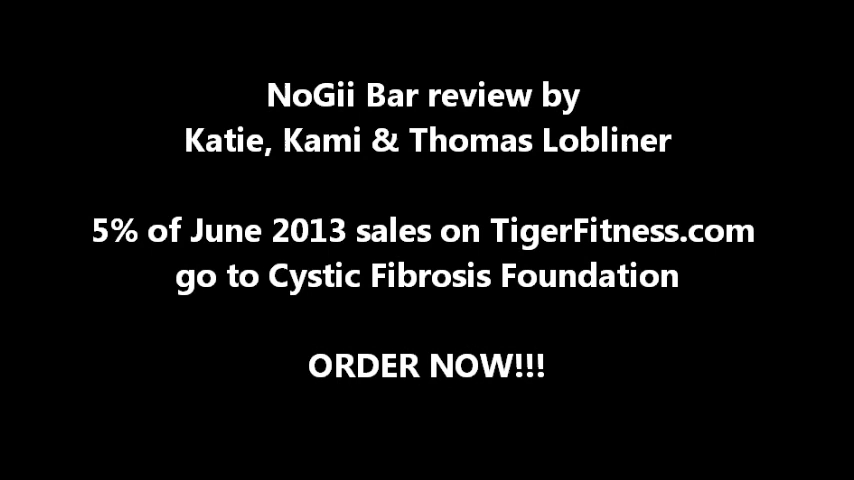 NoGii Bar review by
Katie, Kami & Thomas Lobliner
5% of June 2013 sales on TigerFitness.com
go to Cystic Fibrosis Foundation
ORDER NOW!!!